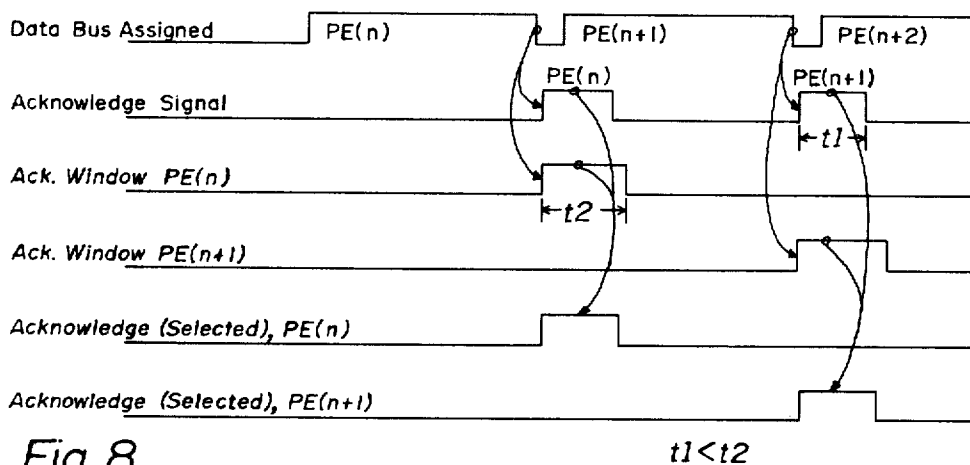 Data Bus Assigned PE(n) PE(n+1) PE(n+2)
PE(n) PE(n+1)
Acknowledge Signal
t1
Ack. Window PE(n)
t2
Ack. Window PE(n+1)
Acknowledge (Selected), PE(n)
Acknowledge (Selected), PE(n+1)
Fig 8 t1<t2